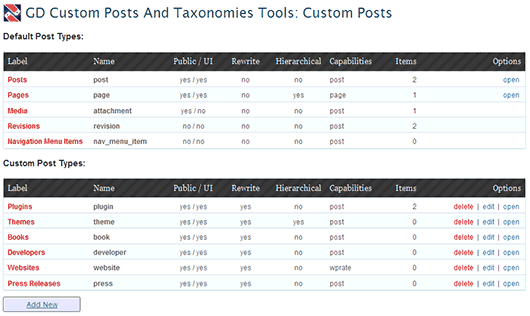 GD Custom Posts And Taxonomies Tools: Custom Posts
Default Post Types:
Label Name Public / UI Rewrite Hierarchical Capabilities Items Options
Posts post yes / yes no no post 2 open
Pages page yes / yes no yes page 1 open
Media attachment yes / no no no post 1
Revisions revision no / no no no post 2
Navigation Menu Items nav_menu_item no / no no no post 0
Custom Post Types:
Label Name Public / UI Rewrite Hierarchical Capabilities Items Options
Plugins plugin yes / yes yes no post 2 delete | edit | open
Themes theme yes / yes yes yes post 0 delete | edit | open
Books book yes / yes yes no post 0 delete | edit | open
Developers developer yes / yes yes no post 0 delete | edit | open
Websites website yes / yes yes no wprate 0 delete | edit | open
Press Releases press yes / yes yes no post 0 delete | edit | open
Add New